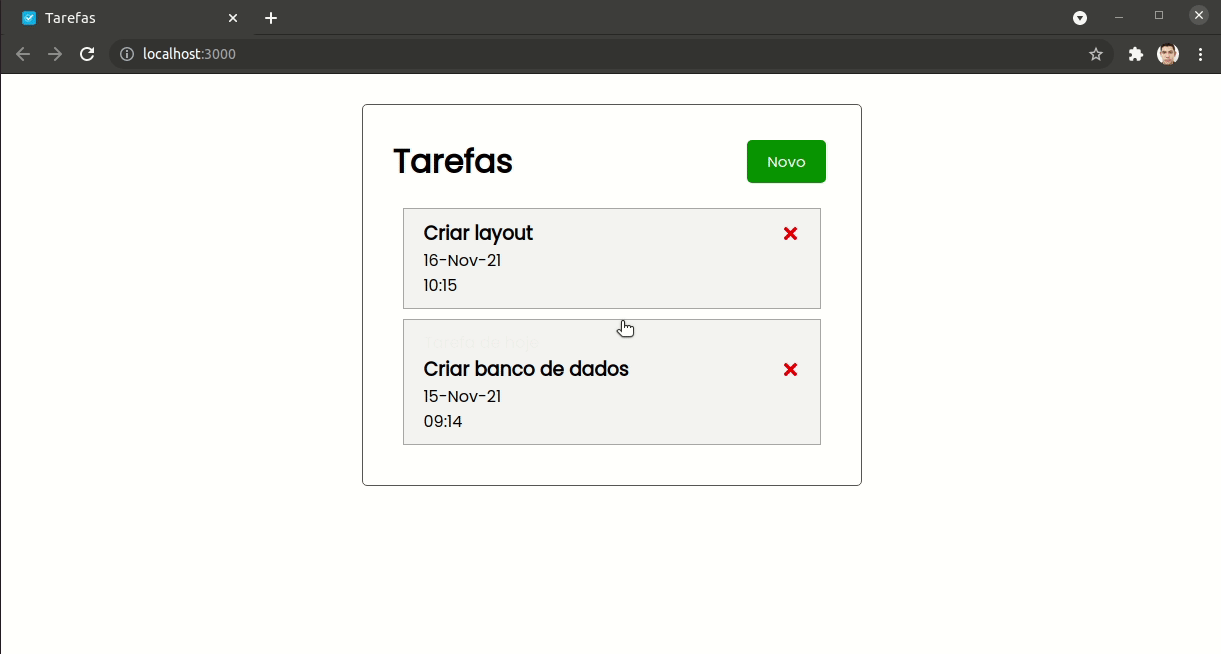 Tarefas
localhost:3000
Tarefas
Novo
Criar layout
16-Nov-21
10:15
Tarefa de hoje
Criar banco de dados
15-Nov-21
09:14